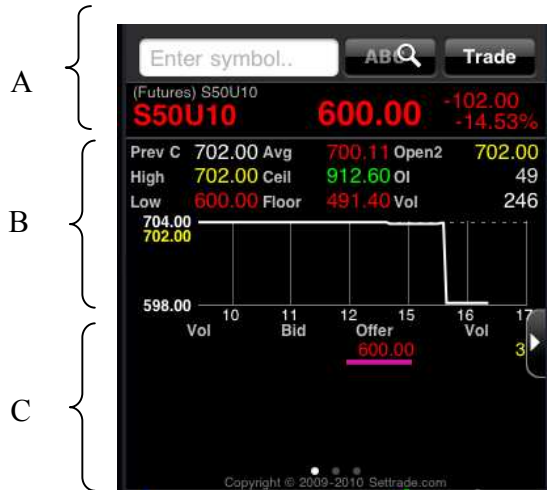 A
Enter symbol.. ABC Trade
(Futures) S50U10
S50U10 600.00 -102.00
-14.53%
B
Prev C 702.00 Avg 700.11 Open2 702.00
High 702.00 Ceil 912.60 OI 49
Low 600.00 Floor 491.40 Vol 246
704.00
702.00
598.00
10 11 12 15 16 17
Vol Bid Offer Vol
600.00 3
C
Copyright © 2009-2010 Settrade.com